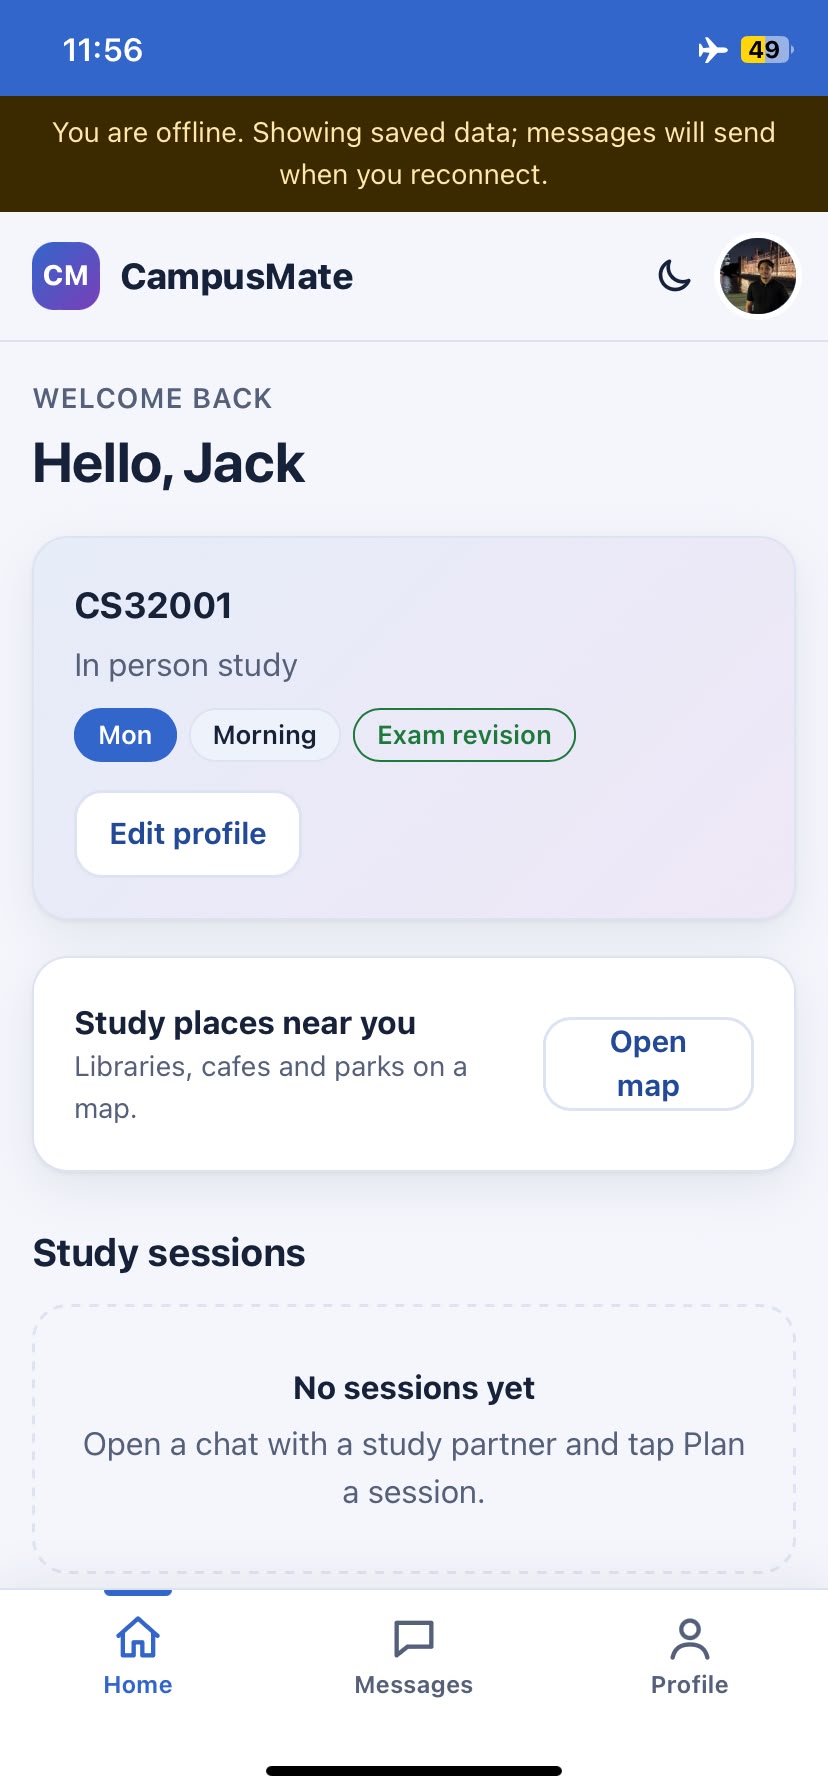 11:56
49
You are offline. Showing saved data; messages will send
when you reconnect.
CM CampusMate
WELCOME BACK
Hello, Jack
CS32001
In person study
Mon Morning Exam revision
Edit profile
Study places near you
Libraries, cafes and parks on a
map.
Open
map
Study sessions
No sessions yet
Open a chat with a study partner and tap Plan
a session.
Home Messages Profile